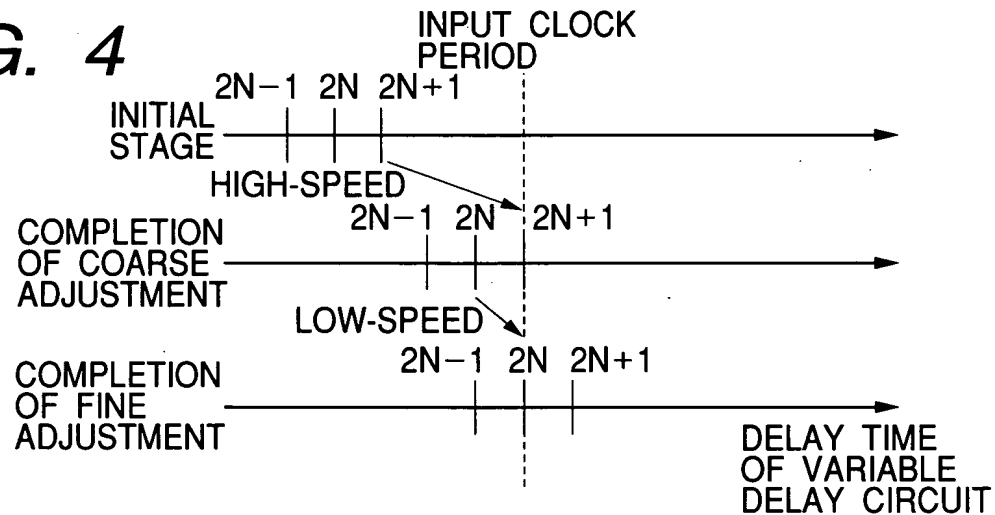 G. 4
INPUT CLOCK
PERIOD
2N−1 2N 2N+1
INITIAL
STAGE
HIGH-SPEED
2N−1 2N 2N+1
COMPLETION
OF COARSE
ADJUSTMENT
LOW-SPEED
2N−1 2N 2N+1
COMPLETION
OF FINE
ADJUSTMENT
DELAY TIME
OF VARIABLE
DELAY CIRCUIT